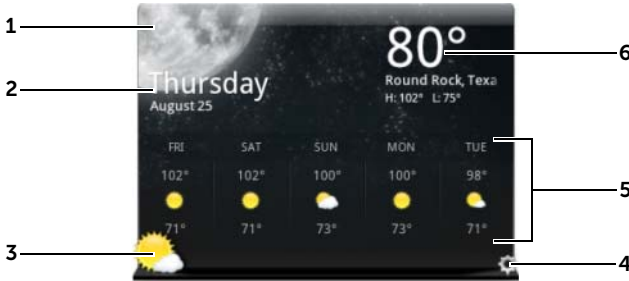 1
80°
6
2
Thursday
August 25
Round Rock, Texa
H: 102° L: 75°
FRI SAT SUN MON TUE
102° 102° 100° 100° 98°
5
71° 71° 73° 73° 71°
3
4